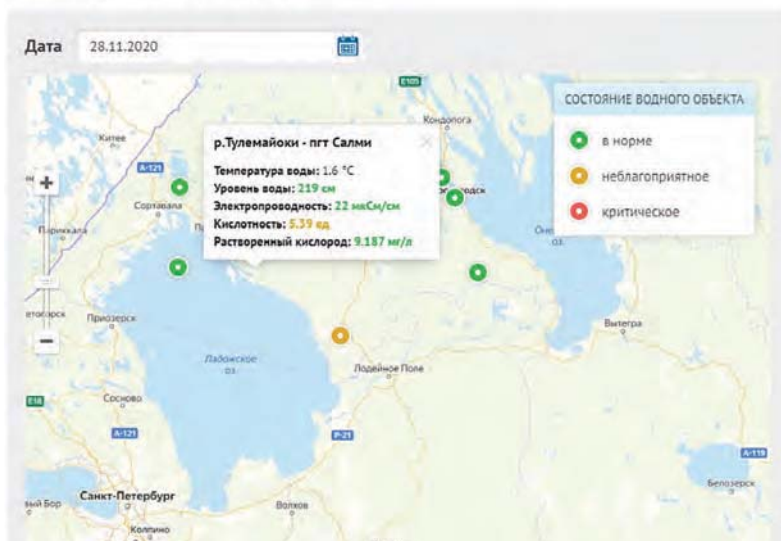 Дата 28.11.2020
СОСТОЯНИЕ ВОДНОГО ОБЪЕКТА
в норме
неблагоприятное
критическое
E105
Кондопога
р.Тулемайоки - пгт Салми
Температура воды: 1.6 °C
Уровень воды: 219 см
Электропроводность: 22 мкСм/см
Кислотность: 5.39 ед
Растворенный кислород: 9.187 мг/л
Китее
А-121
Сортавала
Париккала
Приозерск
Вытегра
Ладожское
оз.
Лодейное Поле
Сосново
E18
А-121
Р-21
А-119
Белозерск
Санкт-Петербург
Волхов
Колпино